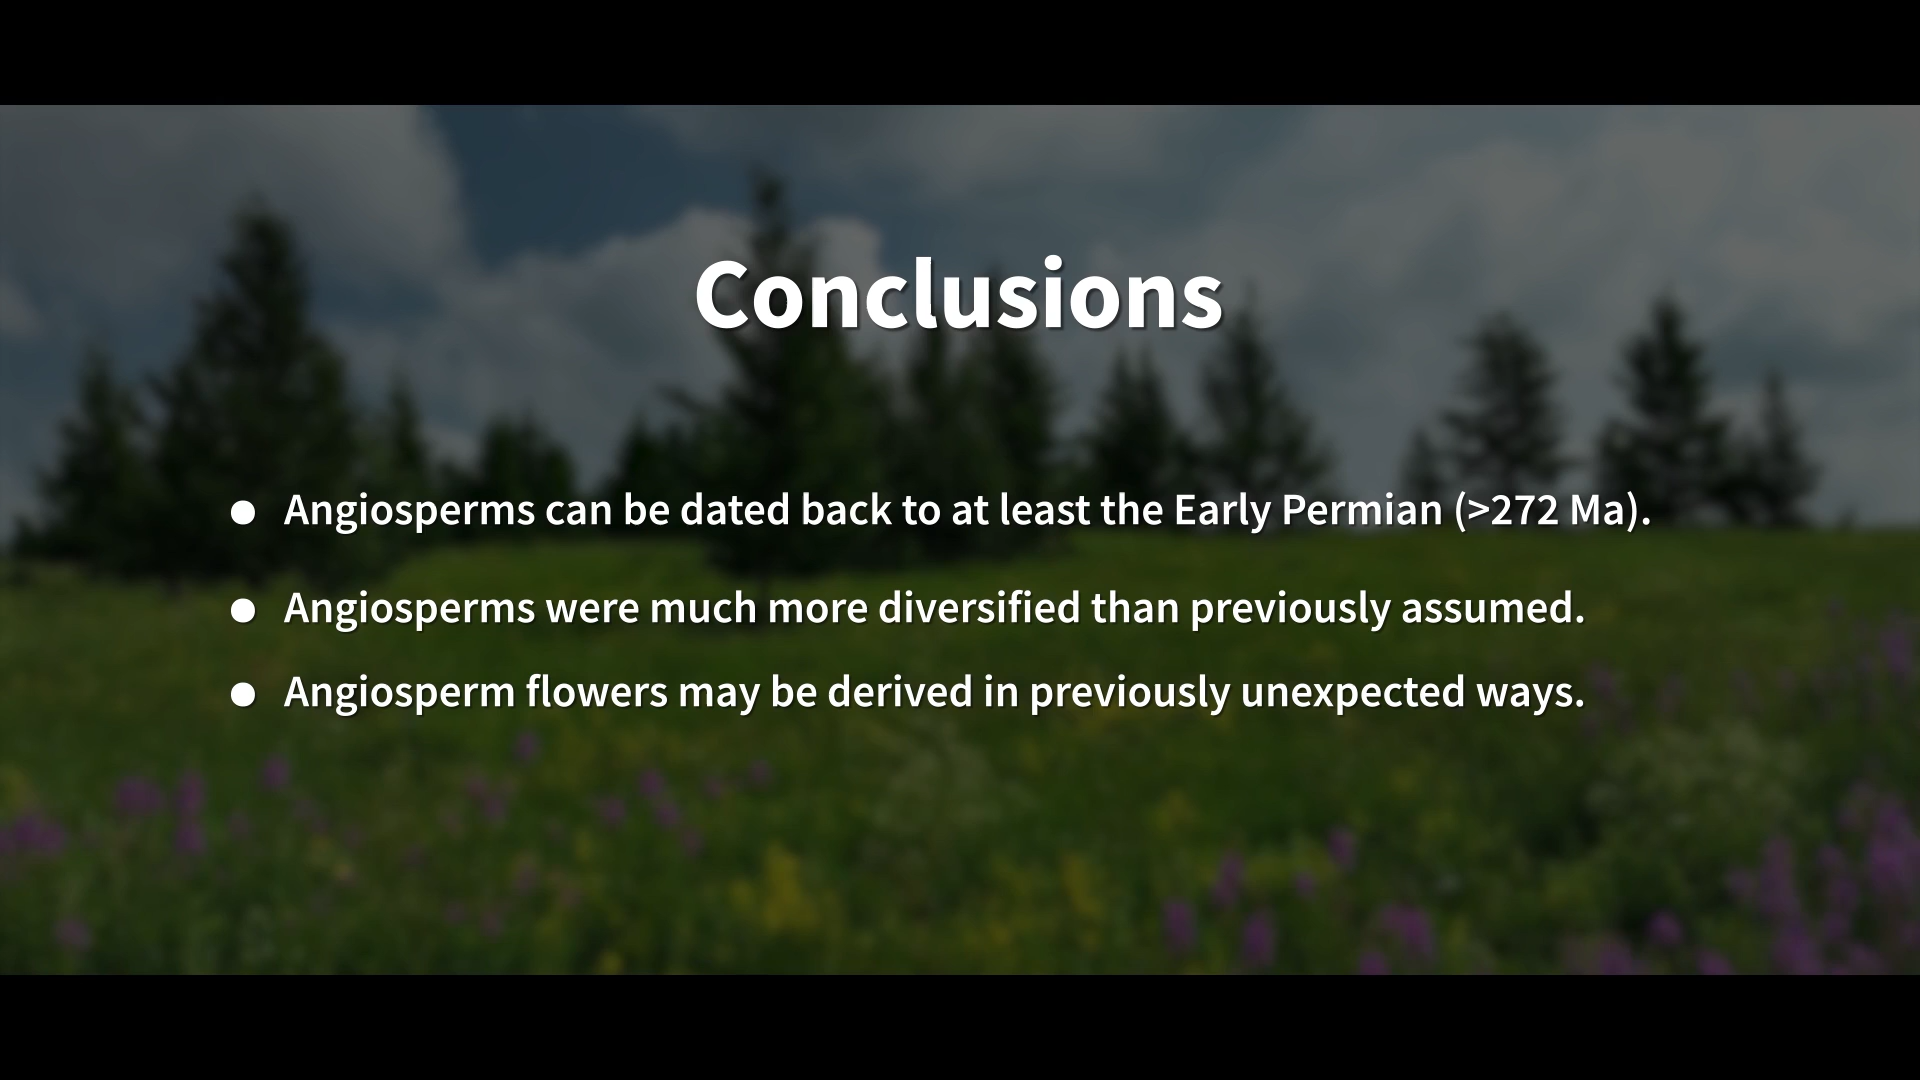 Conclusions
● Angiosperms can be dated back to at least the Early Permian (>272 Ma).
● Angiosperms were much more diversified than previously assumed.
● Angiosperm flowers may be derived in previously unexpected ways.